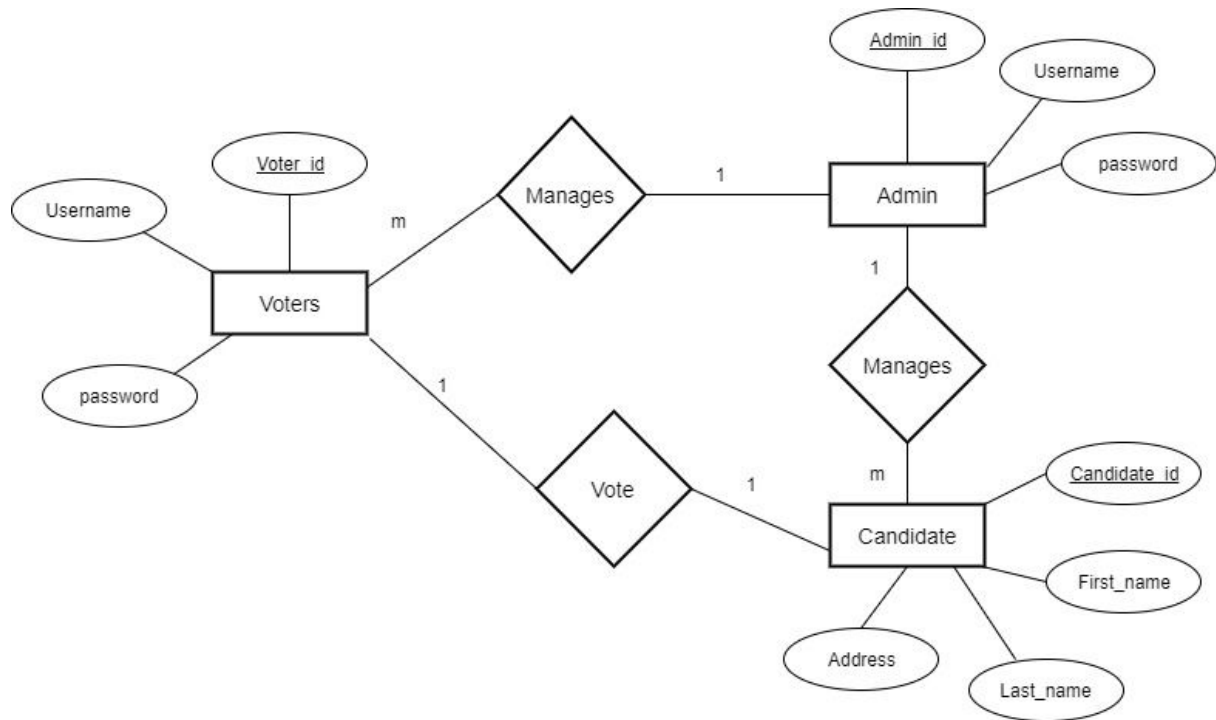 Admin_id
Username
Voter_id
password
Manages
1
Admin
Username
m
1
Voters
Manages
password
1
m
Candidate_id
Vote
1
Candidate
First_name
Address
Last_name